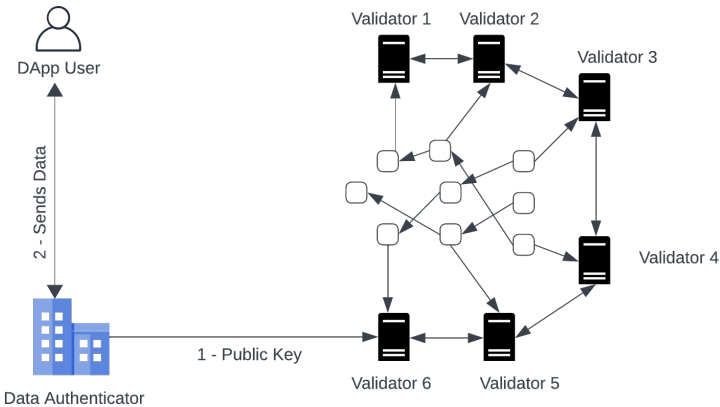 Validator 1
Validator 2
Validator 3
DApp User
2 - Sends Data
Validator 4
1 - Public Key
Validator 6
Validator 5
Data Authenticator